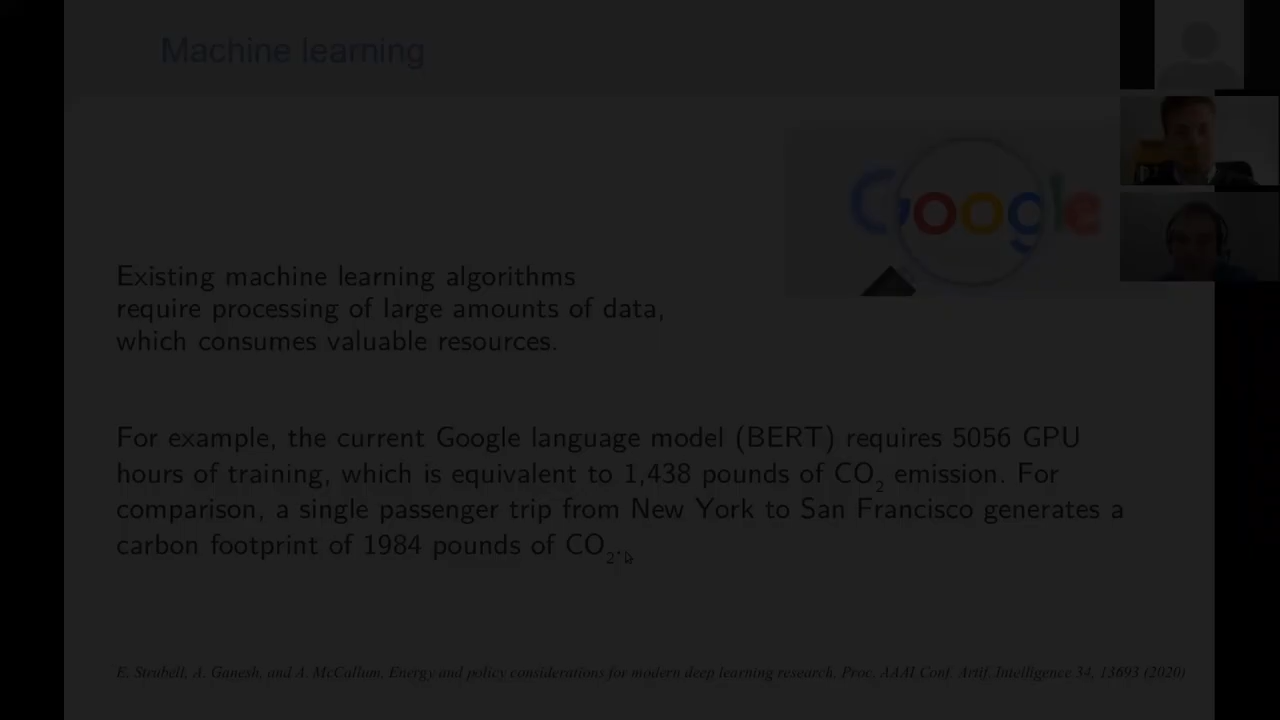 Machine learning
Google
Existing machine learning algorithms
require processing of large amounts of data,
which consumes valuable resources.
For example, the current Google language model (BERT) requires 5056 GPU
hours of training, which is equivalent to 1,438 pounds of CO₂ emission. For
comparison, a single passenger trip from New York to San Francisco generates a
carbon footprint of 1984 pounds of CO₂.
E. Strubell, A. Ganesh, and A. McCallum. Energy and policy considerations for modern deep learning research, Proc. AAAI Conf. Artif. Intelligence 34, 13693 (2020)